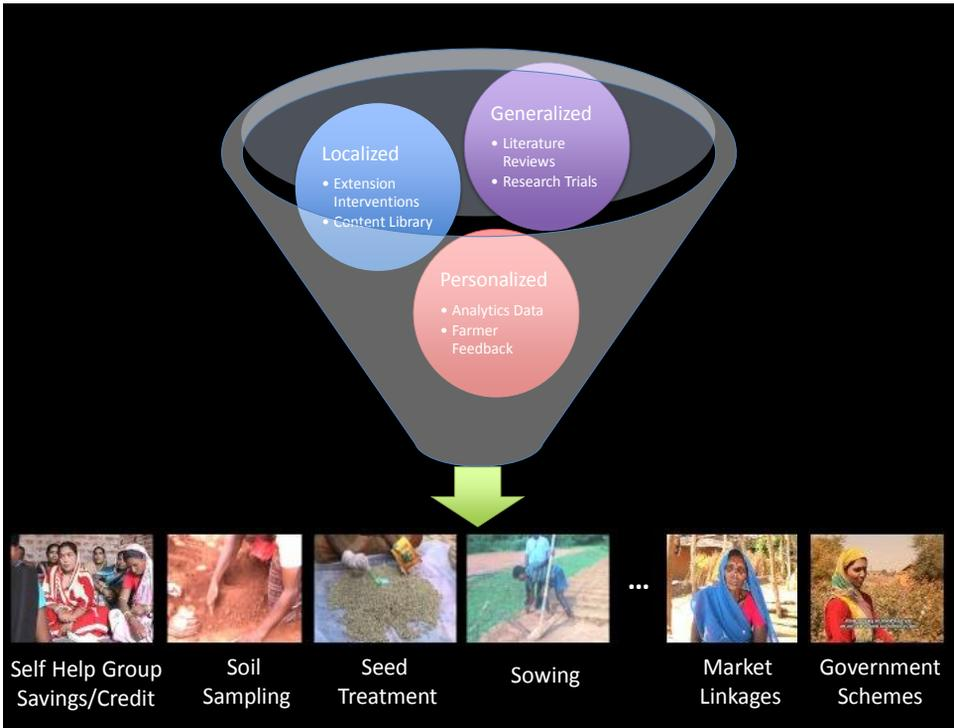 Generalized
• Literature
Reviews
• Research Trials
Localized
• Extension
Interventions
• Content Library
Personalized
• Analytics Data
• Farmer
Feedback
...
Self Help Group
Savings/Credit
Soil
Sampling
Seed
Treatment
Sowing
Market
Linkages
Government
Schemes